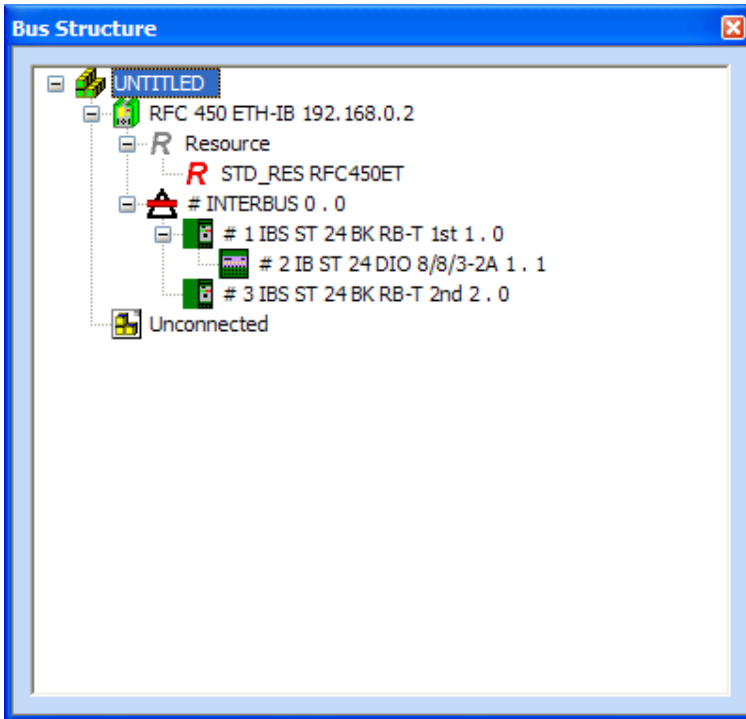 Bus Structure
UNTITLED
RFC 450 ETH-IB 192.168.0.2
R Resource
R STD_RES RFC450ET
# INTERBUS 0 . 0
# 1 IBS ST 24 BK RB-T 1st 1 . 0
# 2 IB ST 24 DIO 8/8/3-2A 1 . 1
# 3 IBS ST 24 BK RB-T 2nd 2 . 0
Unconnected